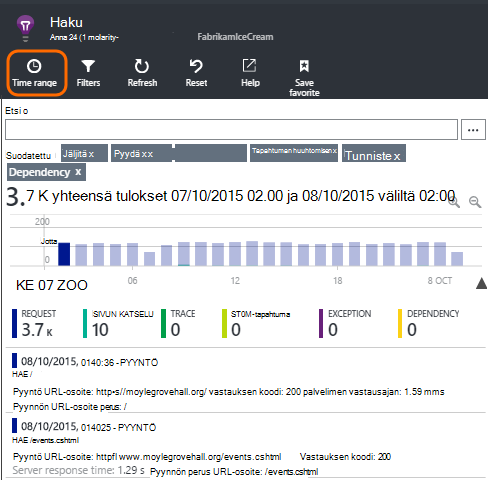 Haku
Anna 24 (1 molarity- FabrikamIceCream
Time range Filters Refresh Reset Help Save favorite
Etsi o
...
Suodatettu Jäljitä x Pyydä x x Tapahtuman huuhtomisen x Tunniste x
Dependency x
3.7 K yhteensä tulokset 07/10/2015 02.00 ja 08/10/2015 väliltä 02:00
200
Jotta
0
06 12 18 8 OCT
KE 07 ZOO
REQUEST SIVUN KATSELU TRACE STOM-tapahtuma EXCEPTION DEPENDENCY
3.7 K 10 0 0 0 0
08/10/2015, 0140:36 - PYYNTÖ
HAE /
Pyyntö URL-osoite: http•s//moylegrovehall.org/ vastauksen koodi: 200 palvelimen vastausajan: 1.59 mms
Pyynnön URL-osoite perus: /
08/10/2015, 014025 - PYYNTÖ
HAE /events.cshtml
Pyyntö URL-osoite: httpfl www.moylegrovehall.org/events.cshtml Vastauksen koodi: 200
Server response time: 1.29 s Pyynnön perus URL-osoite: /events.cshtml